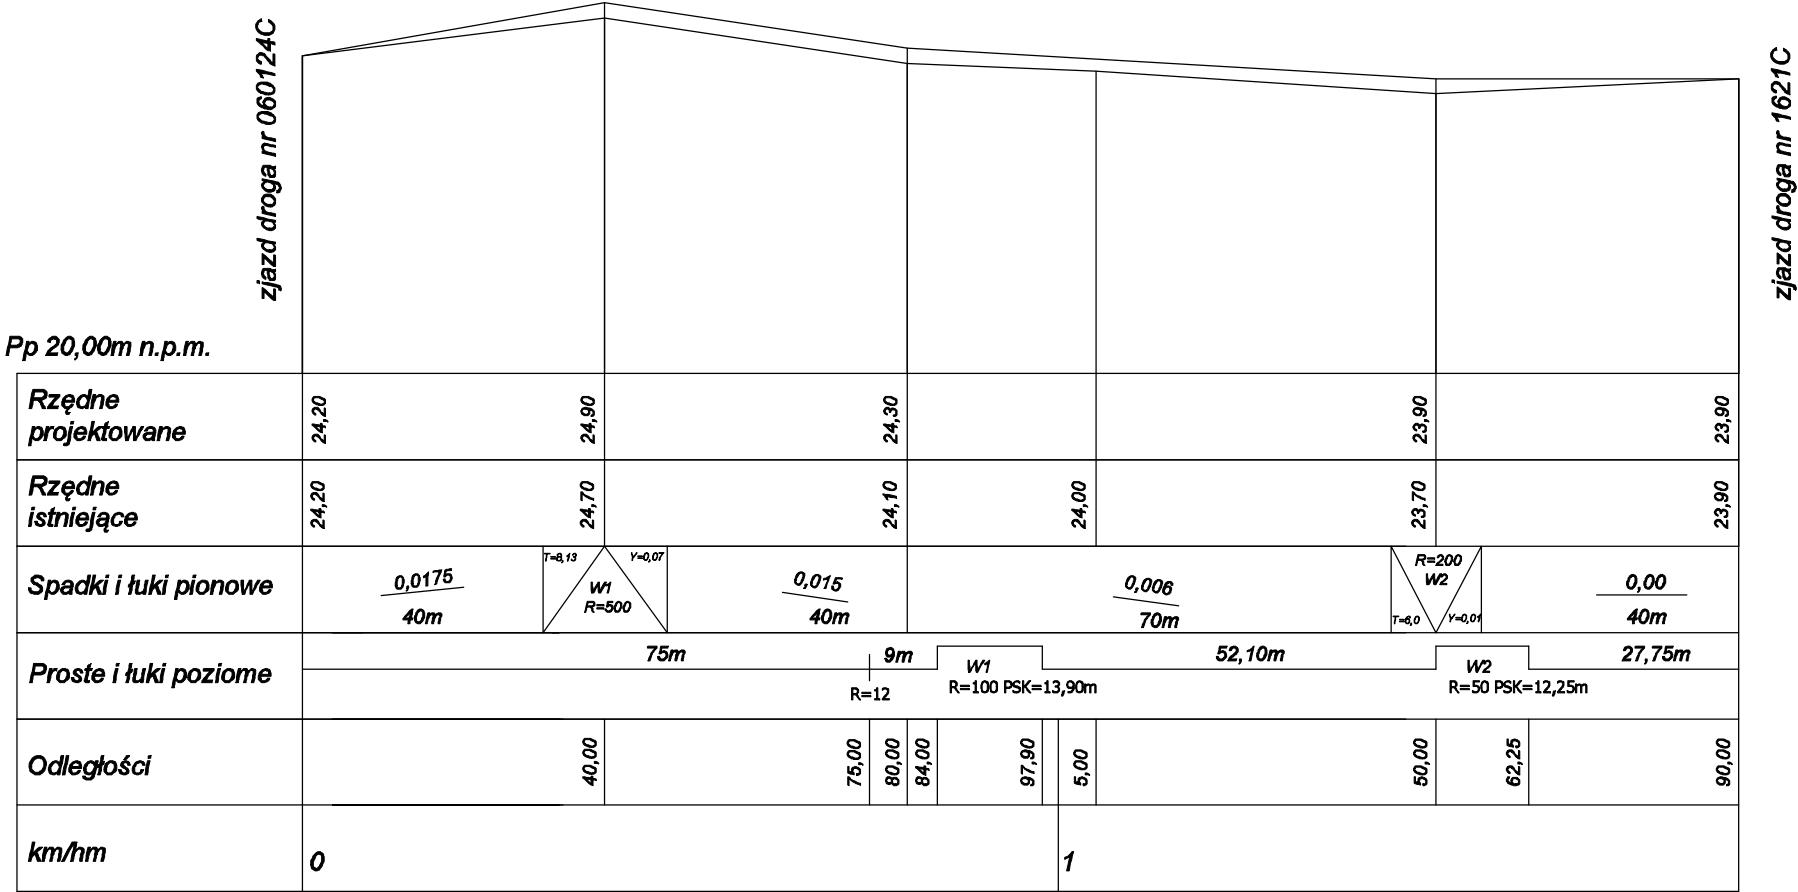 zjazd droga nr 060124C
zjazd droga nr 1621C
Pp 20,00m n.p.m.
Rzędne
projektowane
24,20
24,90
24,30
23,90
23,90
Rzędne
istniejące
24,20
24,70
24,10
24,00
23,70
23,90
Spadki i łuki pionowe
0,0175
40m
T=8,13
Y=0,07
W1
R=500
0,015
40m
0,006
70m
R=200
W2
T=6,0
Y=0,01
0,00
40m
Proste i łuki poziome
75m
9m
R=12
W1
R=100 PSK=13,90m
52,10m
W2
R=50 PSK=12,25m
27,75m
Odległości
40,00
75,00
80,00
84,00
97,90
5,00
50,00
62,25
90,00
km/hm
0
1